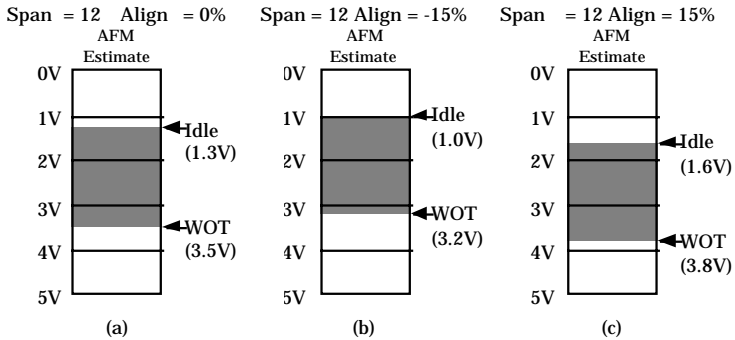 Span = 12 Align = 0%
AFM
Estimate
0V
1V
2V
3V
4V
5V
Idle
(1.3V)
WOT
(3.5V)
(a)
Span = 12 Align = -15%
AFM
Estimate
0V
1V
2V
3V
4V
5V
Idle
(1.0V)
WOT
(3.2V)
(b)
Span = 12 Align = 15%
AFM
Estimate
0V
1V
2V
3V
4V
5V
Idle
(1.6V)
WOT
(3.8V)
(c)